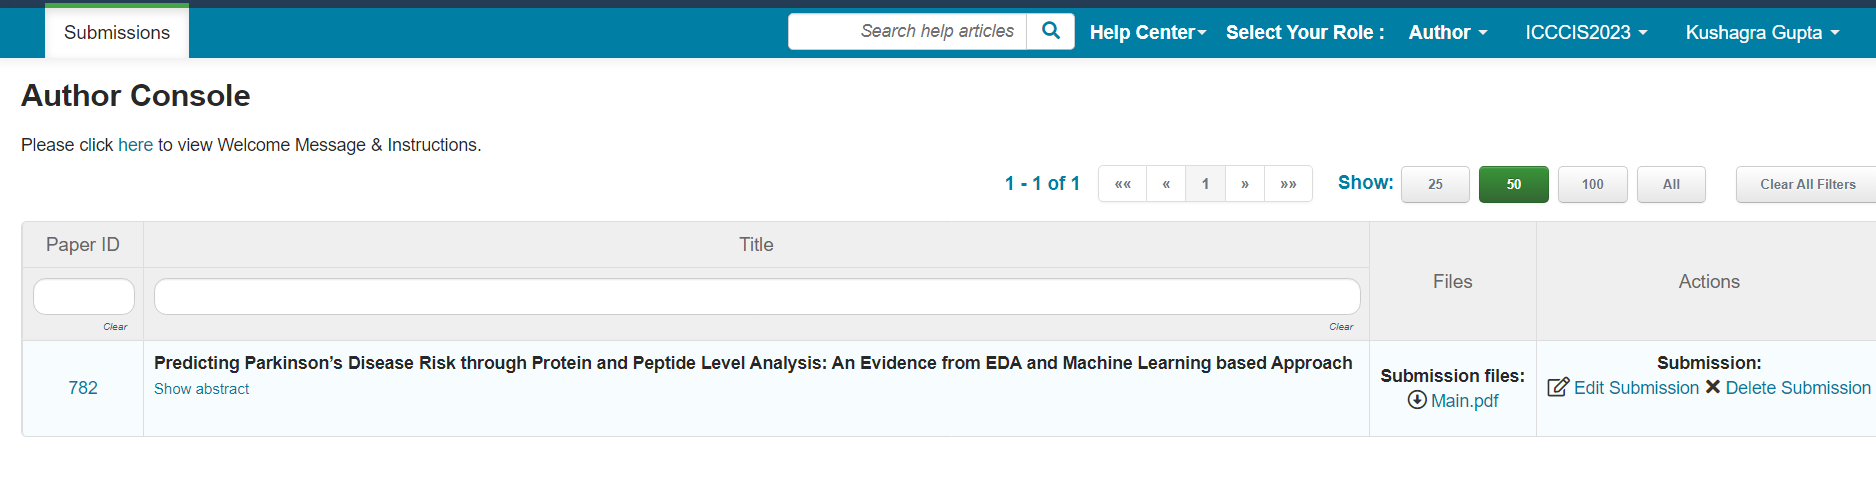 Submissions
Search help articles
Help Center
Select Your Role :
Author
ICCCIS2023
Kushagra Gupta
Author Console
Please click here to view Welcome Message & Instructions.
1 - 1 of 1
««
«
1
»
»»
Show:
25
50
100
All
Clear All Filters
Paper ID
Title
Files
Actions
Clear
Clear
782
Predicting Parkinson’s Disease Risk through Protein and Peptide Level Analysis: An Evidence from EDA and Machine Learning based Approach
Show abstract
Submission files:
Main.pdf
Submission:
Edit Submission
Delete Submission